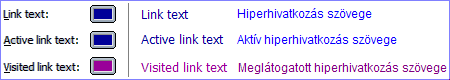 Link text: Link text Hiperhivatkozás szövege
Active link text: Active link text Aktív hiperhivatkozás szövege
Visited link text: Visited link text Meglátogatott hiperhivatkozás szövege